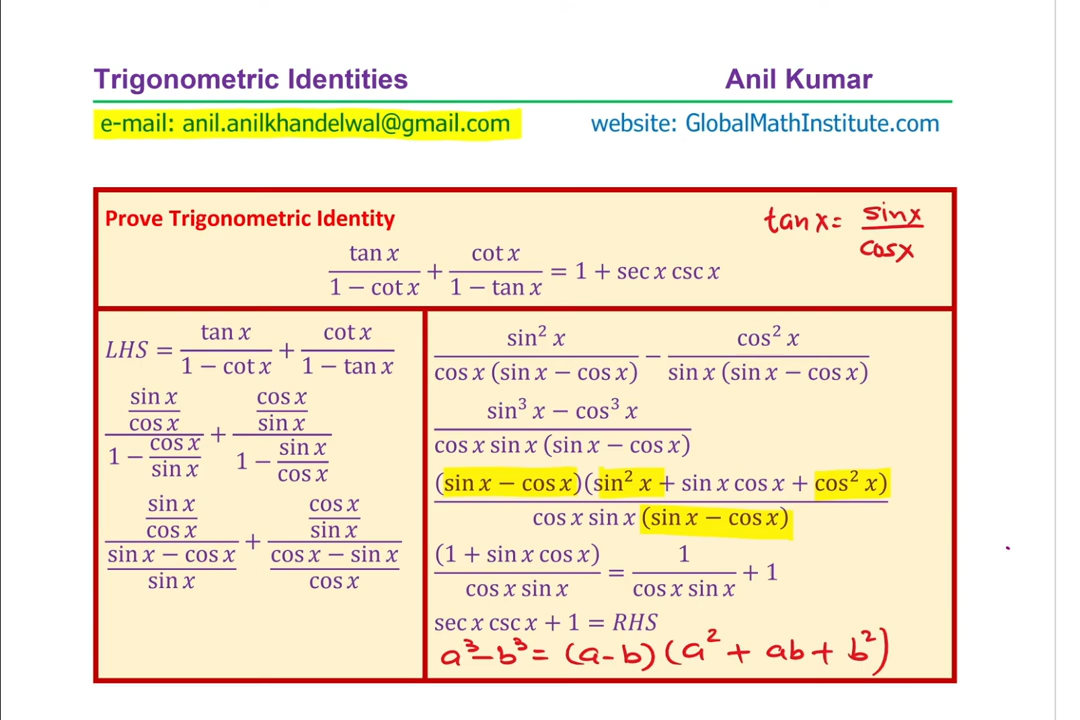 Trigonometric Identities Anil Kumar
e-mail: anil.anilkhandelwal@gmail.com website: GlobalMathInstitute.com
Prove Trigonometric Identity
tan x = sin x / cos x
tan x / (1 − cot x) + cot x / (1 − tan x) = 1 + sec x csc x
LHS = tan x / (1 − cot x) + cot x / (1 − tan x)
(sin x / cos x) / (1 − cos x / sin x) + (cos x / sin x) / (1 − sin x / cos x)
(sin x / cos x) / ((sin x − cos x) / sin x) + (cos x / sin x) / ((cos x − sin x) / cos x)
sin² x / (cos x (sin x − cos x)) − cos² x / (sin x (sin x − cos x))
(sin³ x − cos³ x) / (cos x sin x (sin x − cos x))
(sin x − cos x)(sin² x + sin x cos x + cos² x) / (cos x sin x (sin x − cos x))
(1 + sin x cos x) / (cos x sin x) = 1 / (cos x sin x) + 1
sec x csc x + 1 = RHS
a³−b³ = (a−b)(a² + ab + b²)